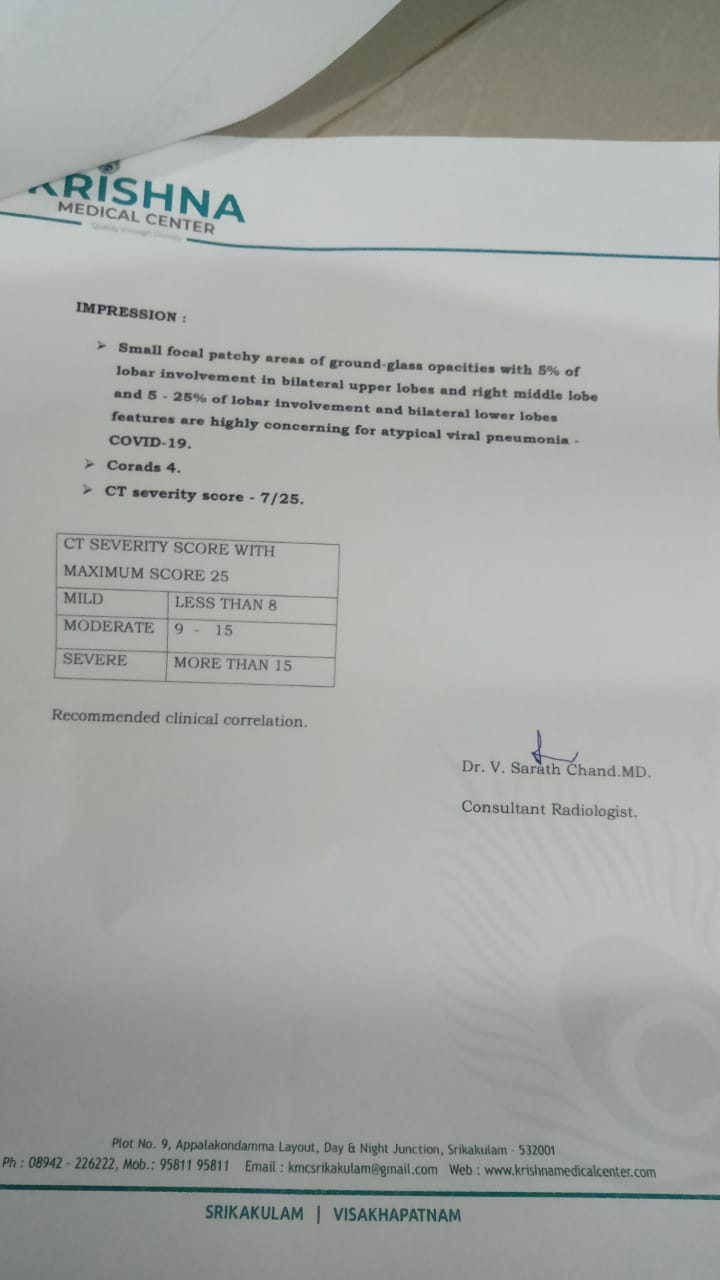 KRISHNA
MEDICAL CENTER
IMPRESSION :
➢ Small focal patchy areas of ground-glass opacities with 5% of
lobar involvement in bilateral upper lobes and right middle lobe
and 5 - 25% of lobar involvement and bilateral lower lobes
features are highly concerning for atypical viral pneumonia -
COVID-19.
➢ Corads 4.
➢ CT severity score - 7/25.
CT SEVERITY SCORE WITH
MAXIMUM SCORE 25
MILD LESS THAN 8
MODERATE 9 - 15
SEVERE MORE THAN 15
Recommended clinical correlation.
Dr. V. Sarath Chand.MD.
Consultant Radiologist.
Plot No. 9, Appalakondamma Layout, Day & Night Junction, Srikakulam - 532001
Ph : 08942 - 226222, Mob.: 95811 95811 Email : kmcsrikakulam@gmail.com Web : www.krishnamedicalcenter.com
SRIKAKULAM | VISAKHAPATNAM